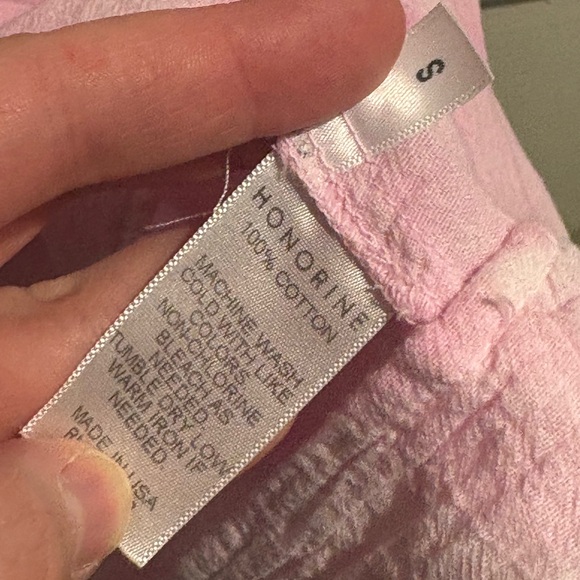 S
HONORINE
100% COTTON
MACHINE WASH
COLD WITH LIKE
COLORS
NON-CHLORINE
BLEACH AS
NEEDED
TUMBLE DRY LOW
WARM IRON IF
NEEDED
MADE IN USA